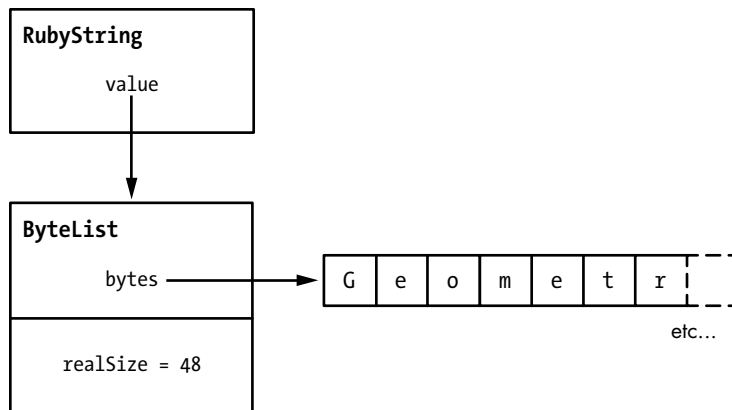 RubyString
value
ByteList
bytes
G e o m e t r
etc...
realSize = 48